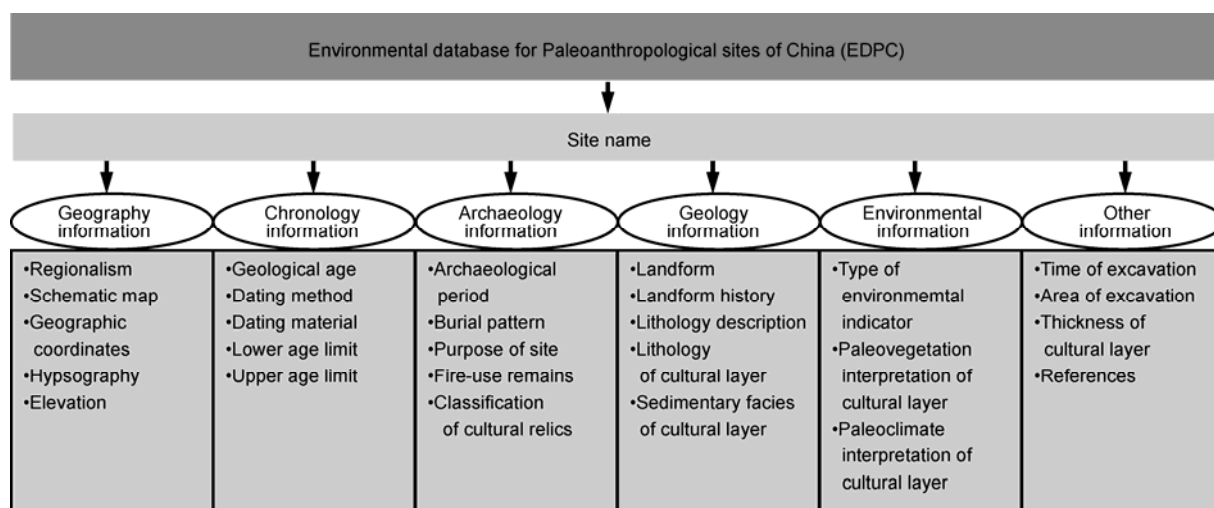 Environmental database for Paleoanthropological sites of China (EDPC)
Site name
Geography
information
•Regionalism
•Schematic map
•Geographic
coordinates
•Hypsography
•Elevation
Chronology
information
•Geological age
•Dating method
•Dating material
•Lower age limit
•Upper age limit
Archaeology
information
•Archaeological
period
•Burial pattern
•Purpose of site
•Fire-use remains
•Classification
of cultural relics
Geology
information
•Landform
•Landform history
•Lithology description
•Lithology
of cultural layer
•Sedimentary facies
of cultural layer
Environmental
information
•Type of
environmemtal
indicator
•Paleovegetation
interpretation of
cultural layer
•Paleoclimate
interpretation of
cultural layer
Other
information
•Time of excavation
•Area of excavation
•Thickness of
cultural layer
•References